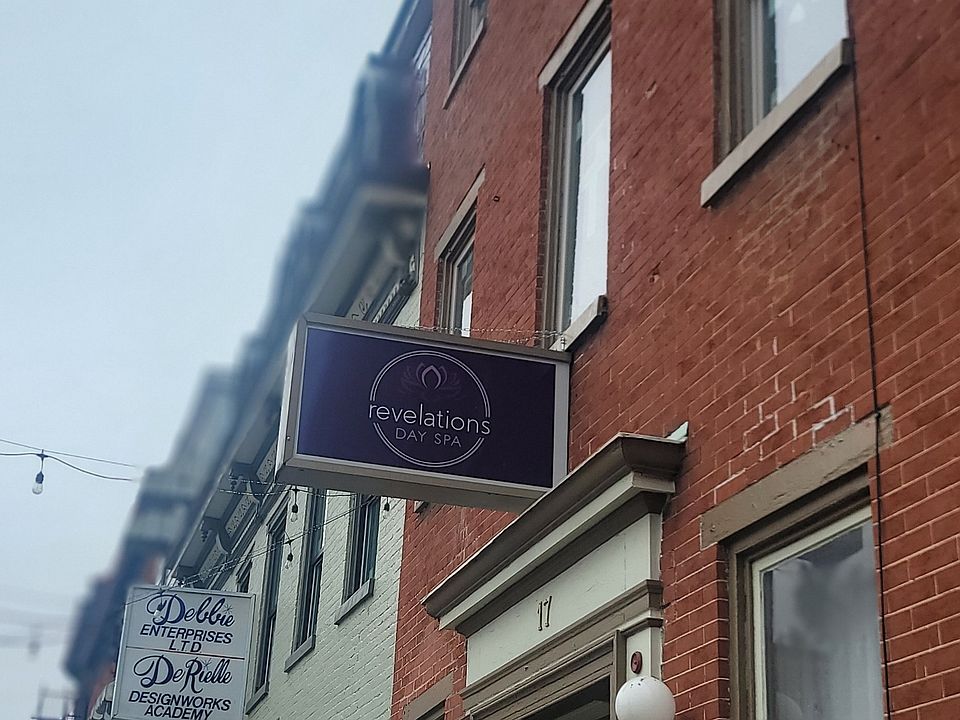 revelations
DAY SPA
17
Debbie
ENTERPRISES
LTD
DeRielle
DESIGNWORKS
ACADEMY